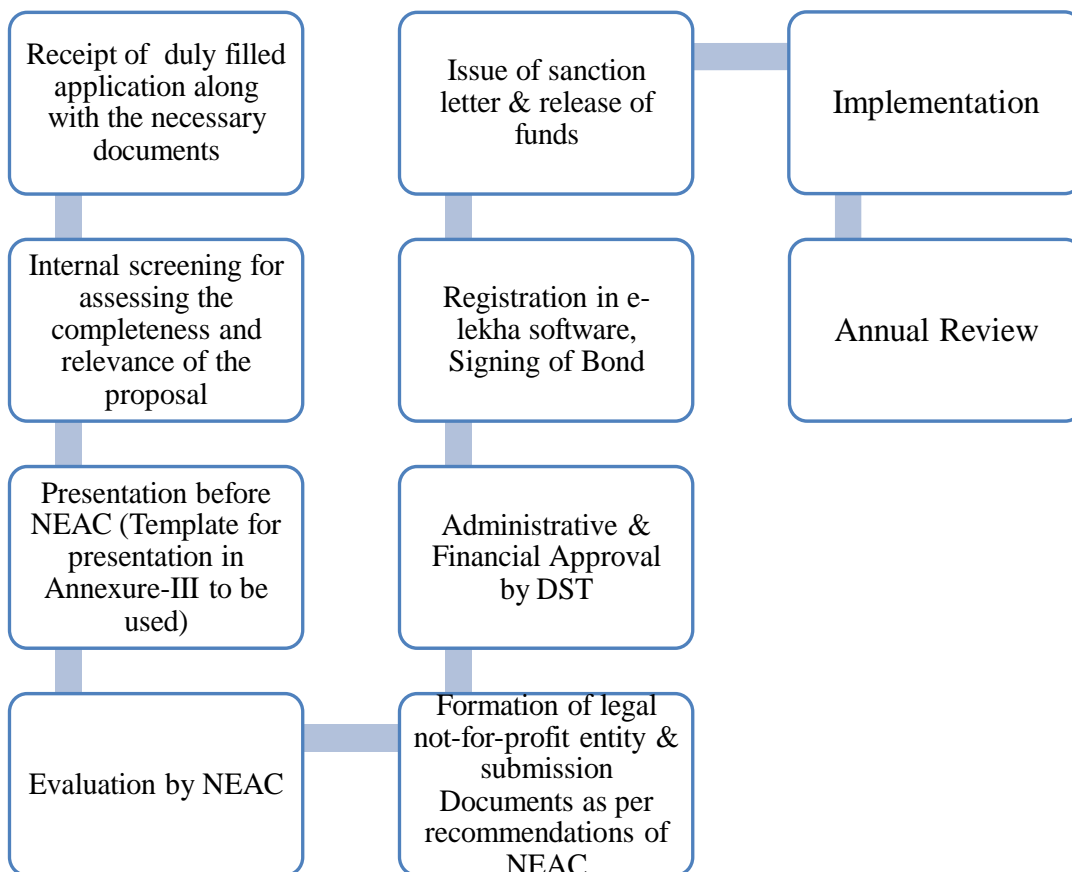 Receipt of duly filled
application along
with the necessary
documents
Internal screening for
assessing the
completeness and
relevance of the
proposal
Presentation before
NEAC (Template for
presentation in
Annexure-III to be
used)
Evaluation by NEAC
Formation of legal
not-for-profit entity &
submission
Documents as per
recommendations of
NEAC
Administrative &
Financial Approval
by DST
Registration in e-
lekha software,
Signing of Bond
Issue of sanction
letter & release of
funds
Implementation
Annual Review